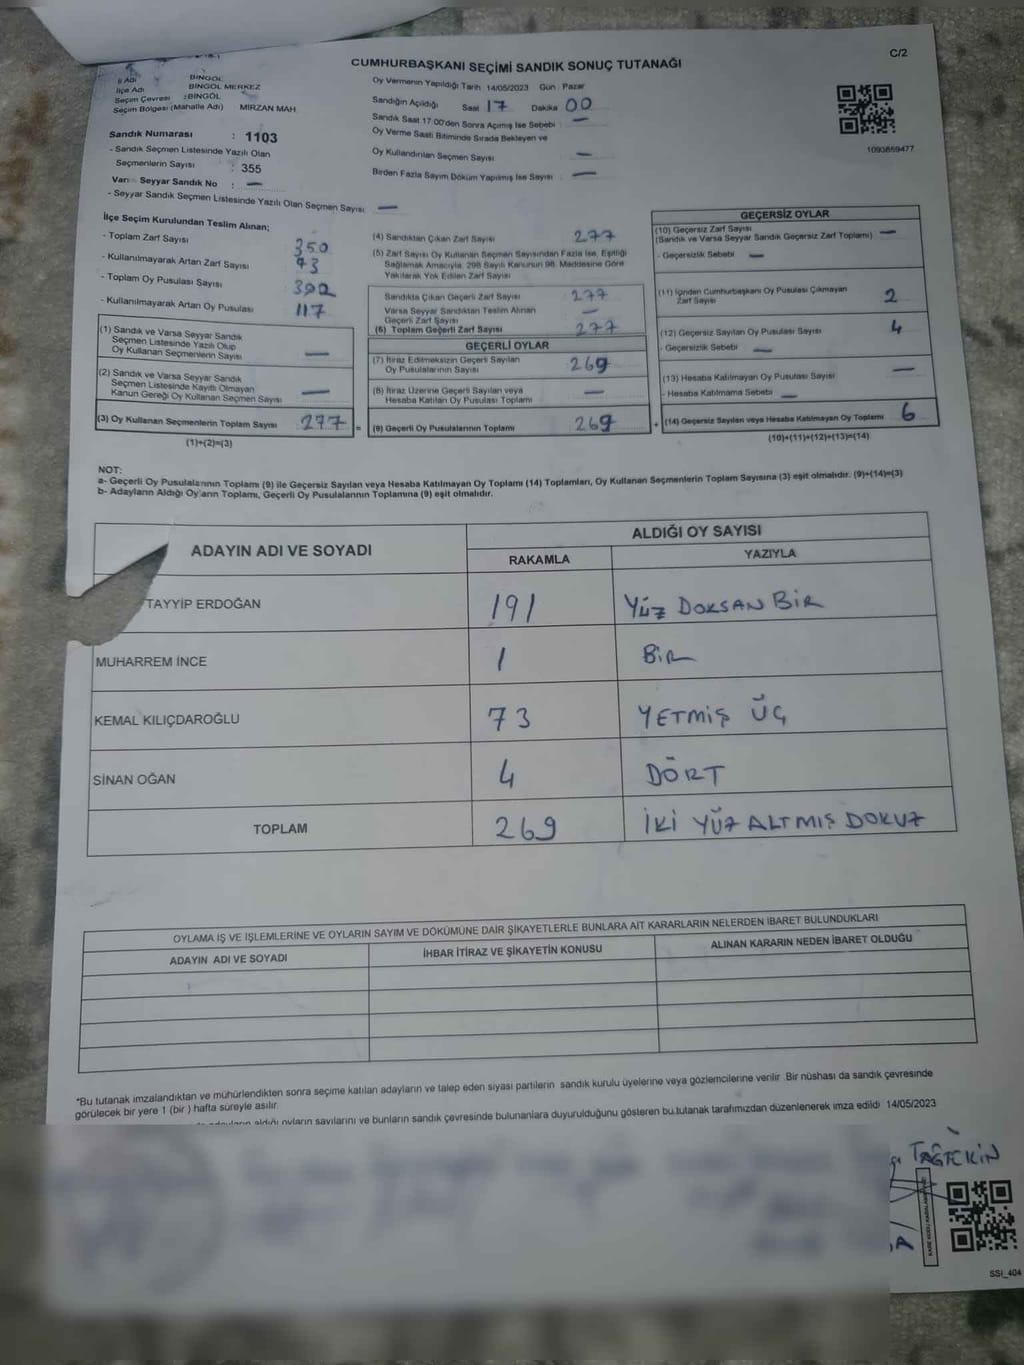 C/2
CUMHURBAŞKANI SEÇİMİ SANDIK SONUÇ TUTANAĞI
İl Adı BİNGÖL
İlçe Adı BİNGÖL MERKEZ
Seçim Çevresi :BİNGÖL
Seçim Bölgesi (Mahalle Adı) MİRZAN MAH.
Sandık Numarası : 1103
- Sandık Seçmen Listesinde Yazılı Olan
Seçmenlerin Sayısı : 355
Varsa Seyyar Sandık No : —
- Seyyar Sandık Seçmen Listesinde Yazılı Olan Seçmen Sayısı —
Oy Vermenin Yapıldığı Tarih 14/05/2023 Gün : Pazar
Sandığın Açıldığı Saat 17 Dakika 00
Sandık Saat 17:00'den Sonra Açımış İse Sebebi : —
Oy Verme Saati Bitiminde Sırada Bekleyen ve
Oy Kullandırılan Seçmen Sayısı —
Birden Fazla Sayım Döküm Yapılmış İse Sayısı —
1093859477
İlçe Seçim Kurulundan Teslim Alınan;
- Toplam Zarf Sayısı 350
- Kullanılmayarak Artan Zarf Sayısı 73
- Toplam Oy Pusulası Sayısı
- Kullanılmayarak Artan Oy Pusulası 117
(1) Sandık ve Varsa Seyyar Sandık
Seçmen Listesinde Yazılı Olup
Oy Kullanan Seçmenlerin Sayısı —
(2) Sandık ve Varsa Seyyar Sandık
Seçmen Listesinde Kayıtlı Olmayan
Kanun Gereği Oy Kullanan Seçmen Sayısı —
(3) Oy Kullanan Seçmenlerin Toplam Sayısı : 277 =
(1)+(2)=(3)
(4) Sandıktan Çıkan Zarf Sayısı 277
(5) Zarf Sayısı Oy Kullanan Seçmen Sayısından Fazla İse, Eşitliği
Sağlamak Amacıyla, 298 Sayılı Kanunun 98. Maddesine Göre
Yakılarak Yok Edilen Zarf Sayısı
Sandıkta Çıkan Geçerli Zarf Sayısı 277
Varsa Seyyar Sandıktan Teslim Alınan
Geçerli Zarf Sayısı —
(6) Toplam Geçerli Zarf Sayısı 277
GEÇERLİ OYLAR
(7) İtiraz Edilmeksizin Geçerli Sayılan
Oy Pusulalarının Sayısı 269
(8) İtiraz Üzerine Geçerli Sayılan veya
Hesaba Katılan Oy Pusulası Toplamı —
(9) Geçerli Oy Pusulalarının Toplamı 269 +
GEÇERSİZ OYLAR
(10) Geçersiz Zarf Sayısı
(Sandık ve Varsa Seyyar Sandık Geçersiz Zarf Toplamı) —
- Geçersizlik Sebebi —
(11) İçinden Cumhurbaşkanı Oy Pusulası Çıkmayan
Zarf Sayısı 2
(12) Geçersiz Sayılan Oy Pusulası Sayısı 4
- Geçersizlik Sebebi —
(13) Hesaba Katılmayan Oy Pusulası Sayısı —
- Hesaba Katılmama Sebebi —
(14) Geçersiz Sayılan veya Hesaba Katılmayan Oy Toplamı 6
(10)+(11)+(12)+(13)=(14)
NOT:
a- Geçerli Oy Pusulalarının Toplamı (9) ile Geçersiz Sayılan veya Hesaba Katılmayan Oy Toplamı (14) Toplamları, Oy Kullanan Seçmenlerin Toplam Sayısına (3) eşit olmalıdır. (9)+(14)=(3)
b- Adayların Aldığı Oyların Toplamı, Geçerli Oy Pusulalarının Toplamına (9) eşit olmalıdır.
ADAYIN ADI VE SOYADI
ALDIĞI OY SAYISI
RAKAMLA YAZIYLA
TAYYİP ERDOĞAN 191 YÜZ DOKSAN BİR
MUHARREM İNCE 1 BİR
KEMAL KILIÇDAROĞLU 73 YETMİŞ ÜÇ
SİNAN OĞAN 4 DÖRT
TOPLAM 269 İKİ YÜZ ALTMIŞ DOKUZ
OYLAMA İŞ VE İŞLEMLERİNE VE OYLARIN SAYIM VE DÖKÜMÜNE DAİR ŞİKAYETLERLE BUNLARA AİT KARARLARIN NELERDEN İBARET BULUNDUKLARI
ADAYIN ADI VE SOYADI İHBAR İTİRAZ VE ŞİKAYETİN KONUSU ALINAN KARARIN NEDEN İBARET OLDUĞU
*Bu tutanak imzalandıktan ve mühürlendikten sonra seçime katılan adayların ve talep eden siyasi partilerin sandık kurulu üyelerine veya gözlemcilerine verilir. Bir nüshası da sandık çevresinde
görülecek bir yere 1 (bir) hafta süreyle asılır.
aldığı oyların sayılarını ve bunların sandık çevresinde bulunanlara duyurulduğunu gösteren bu tutanak tarafımızdan düzenlenerek imza edildi. 14/05/2023
TAĞTEKİN
SSI_404